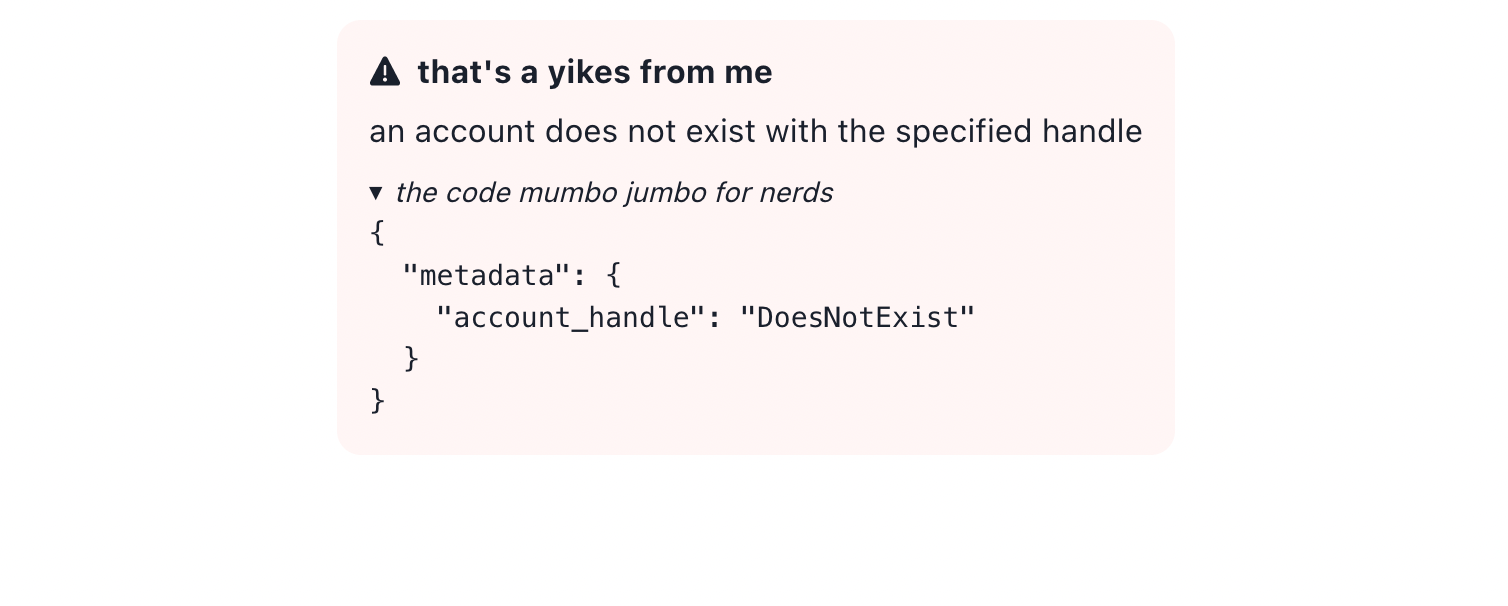 that's a yikes from me
an account does not exist with the specified handle
▼ the code mumbo jumbo for nerds
{
  "metadata": {
    "account_handle": "DoesNotExist"
  }
}